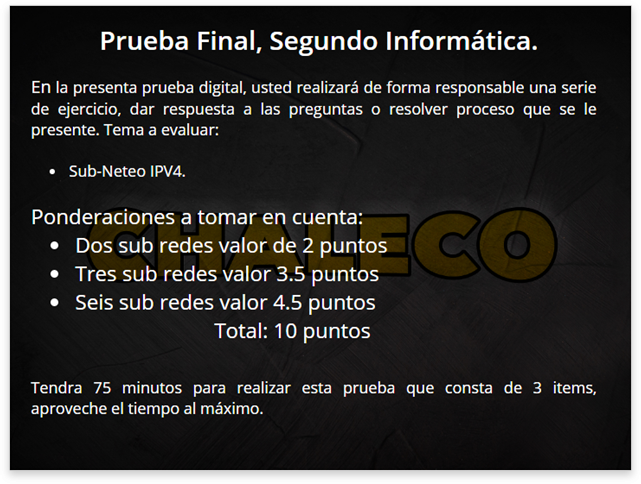 Prueba Final, Segundo Informática.
En la presenta prueba digital, usted realizará de forma responsable una serie
de ejercicio, dar respuesta a las preguntas o resolver proceso que se le
presente. Tema a evaluar:
• Sub-Neteo IPV4.
Ponderaciones a tomar en cuenta:
CHALECO
• Dos sub redes valor de 2 puntos
• Tres sub redes valor 3.5 puntos
• Seis sub redes valor 4.5 puntos
Total: 10 puntos
Tendra 75 minutos para realizar esta prueba que consta de 3 items,
aproveche el tiempo al máximo.